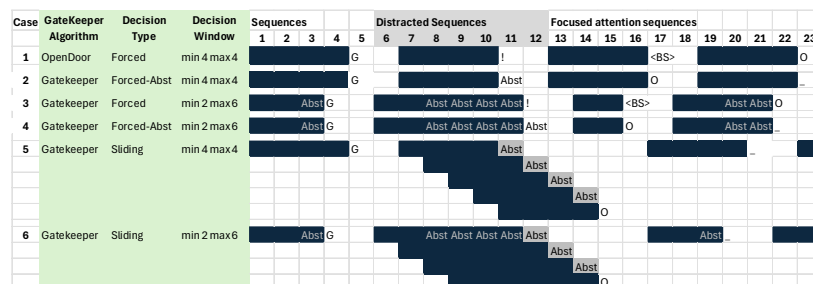 Case GateKeeper Algorithm Decision Type Decision Window Sequences Distracted Sequences Focused attention sequences
1 2 3 4 5 6 7 8 9 10 11 12 13 14 15 16 17 18 19 20 21 22 23
1 OpenDoor Forced min 4 max 4 G ! <BS> O
2 Gatekeeper Forced-Abst min 4 max 4 G Abst O _
3 Gatekeeper Forced min 2 max 6 Abst G Abst Abst Abst Abst ! <BS> Abst Abst O
4 Gatekeeper Forced-Abst min 2 max 6 Abst G Abst Abst Abst Abst Abst O Abst Abst _
5 Gatekeeper Sliding min 4 max 4 G Abst _
Abst
Abst
Abst
O
6 Gatekeeper Sliding min 2 max 6 Abst G Abst Abst Abst Abst Abst Abst _
Abst
Abst
O